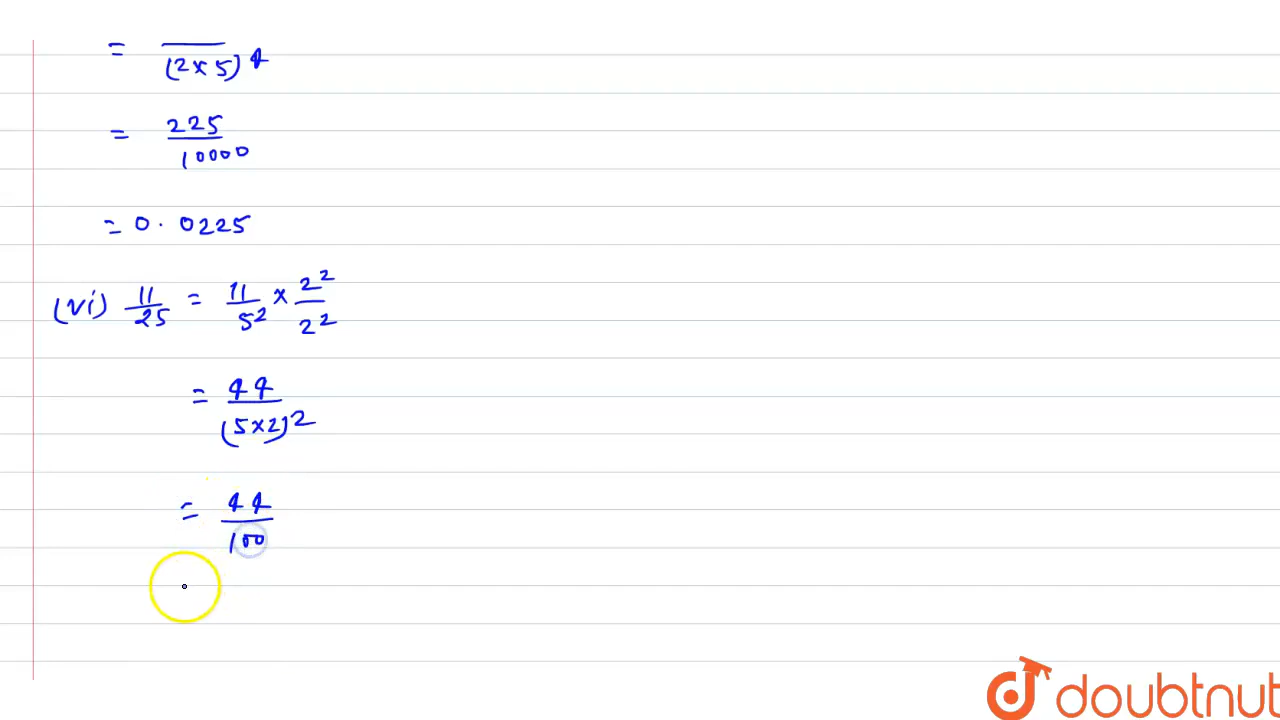 = ‾‾‾ / (2×5)4
= 225/10000
= 0.0225
(vi) 11/25 = 11/5² × 2²/2²
= 44/(5×2)²
= 44/100
doubtnut